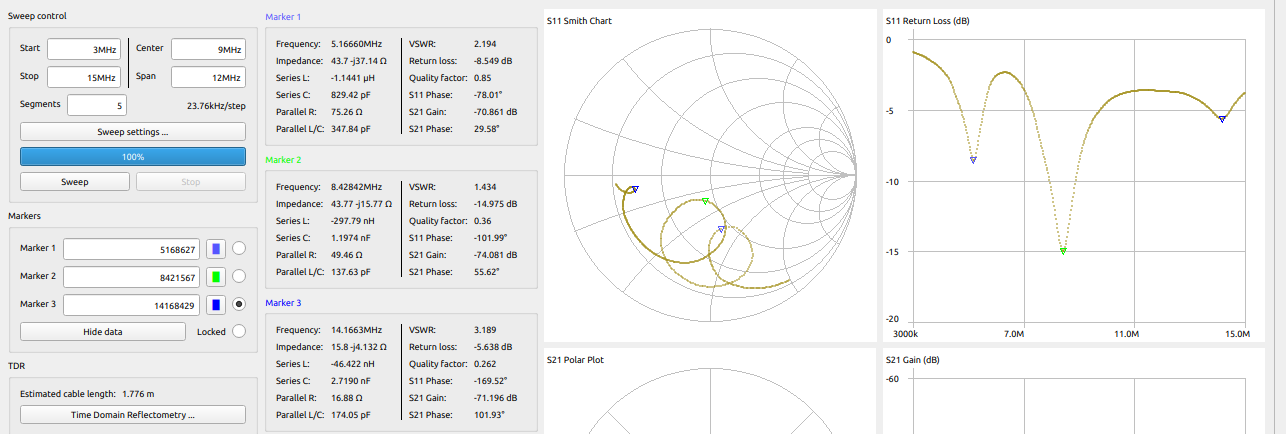 Sweep control
Start 3MHz Center 9MHz
Stop 15MHz Span 12MHz
Segments 5 23.76kHz/step
Sweep settings ...
100%
Sweep Stop
Markers
Marker 1 5168627
Marker 2 8421567
Marker 3 14168429
Hide data Locked
TDR
Estimated cable length: 1.776 m
Time Domain Reflectometry ...
Marker 1
Frequency: 5.16660MHz VSWR: 2.194
Impedance: 43.7 -j37.14 Ω Return loss: -8.549 dB
Series L: -1.1441 μH Quality factor: 0.85
Series C: 829.42 pF S11 Phase: -78.01°
Parallel R: 75.26 Ω S21 Gain: -70.861 dB
Parallel L/C: 347.84 pF S21 Phase: 29.58°
Marker 2
Frequency: 8.42842MHz VSWR: 1.434
Impedance: 43.77 -j15.77 Ω Return loss: -14.975 dB
Series L: -297.79 nH Quality factor: 0.36
Series C: 1.1974 nF S11 Phase: -101.99°
Parallel R: 49.46 Ω S21 Gain: -74.081 dB
Parallel L/C: 137.63 pF S21 Phase: 55.62°
Marker 3
Frequency: 14.1663MHz VSWR: 3.189
Impedance: 15.8 -j4.132 Ω Return loss: -5.638 dB
Series L: -46.422 nH Quality factor: 0.262
Series C: 2.7190 nF S11 Phase: -169.52°
Parallel R: 16.88 Ω S21 Gain: -71.196 dB
Parallel L/C: 174.05 pF S21 Phase: 101.93°
S11 Smith Chart
S11 Return Loss (dB)
0
-5
-10
-15
-20
3000k 7.0M 11.0M 15.0M
S21 Polar Plot
S21 Gain (dB)
-60